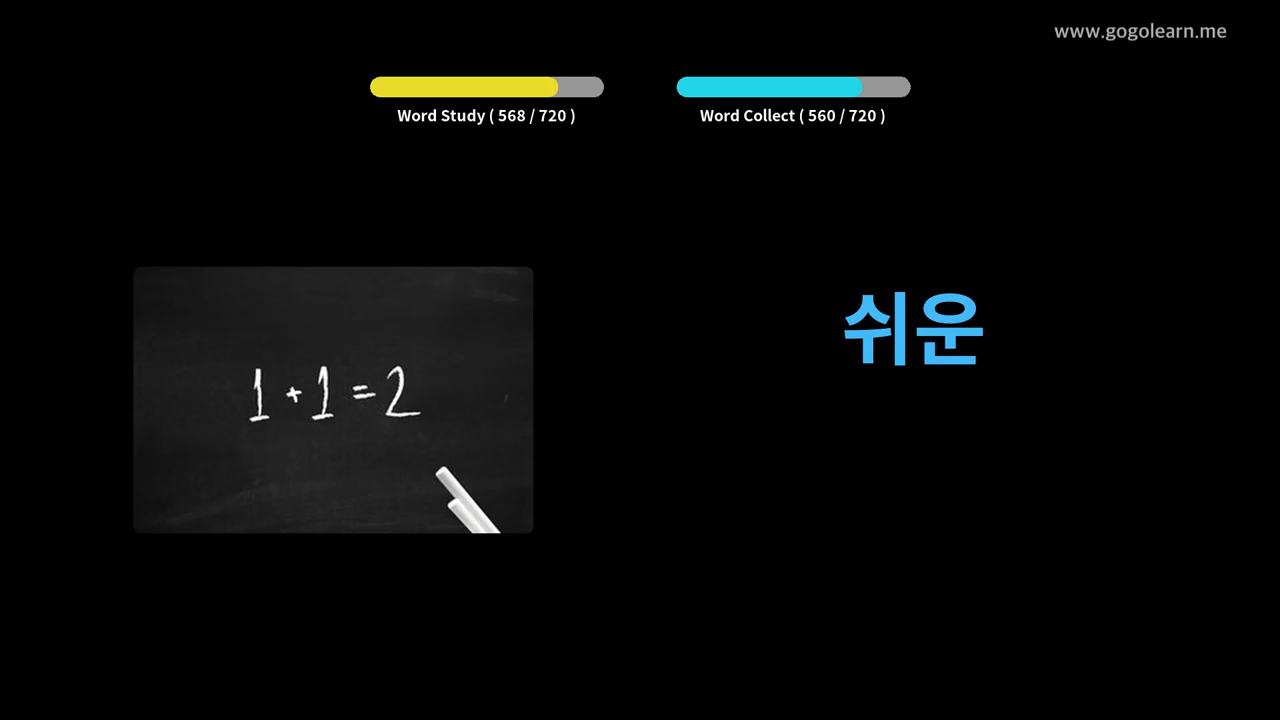 www.gogolearn.me
Word Study ( 568 / 720 )
Word Collect ( 560 / 720 )
쉬운
1 + 1 = 2